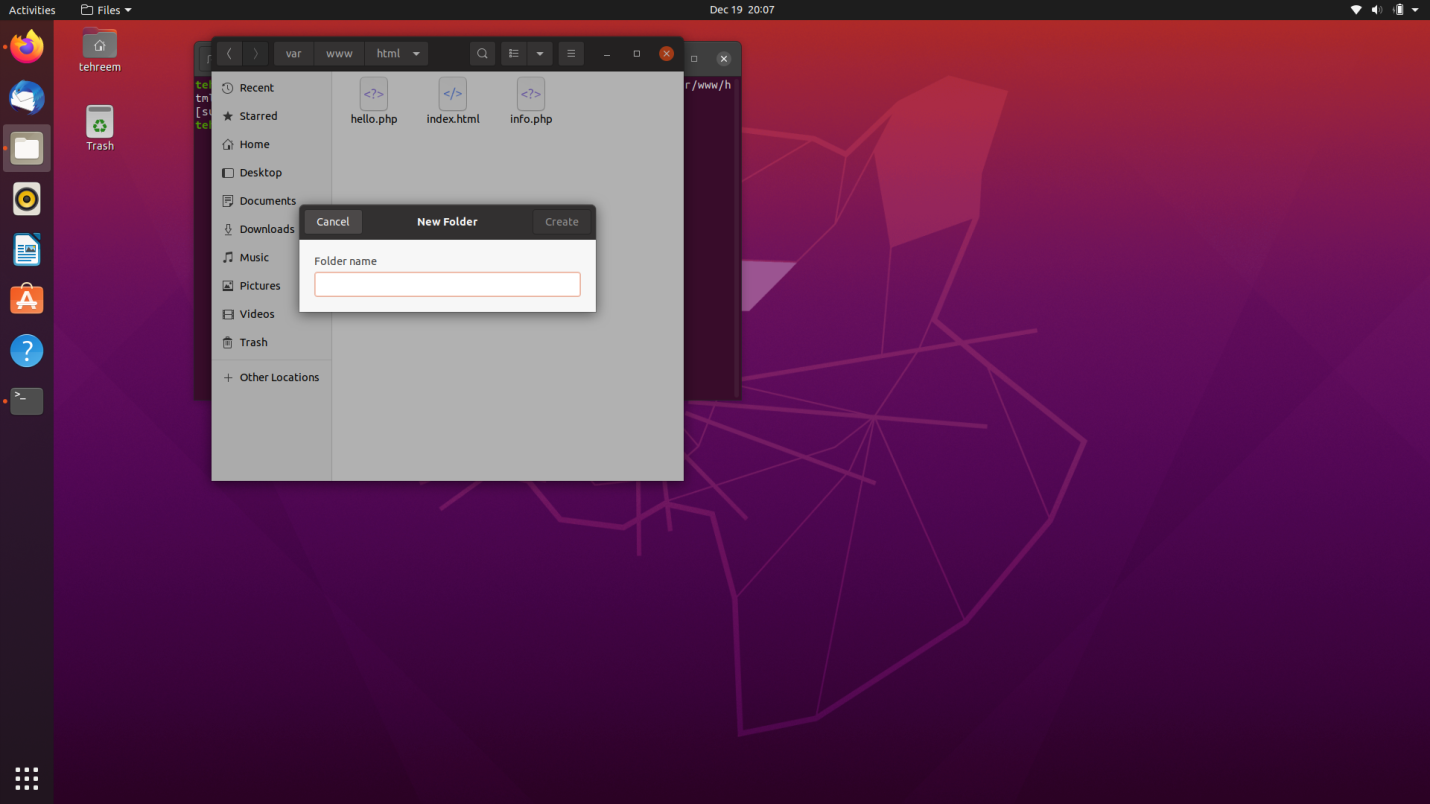 Activities
Files
Dec 19 20:07
tehreem
Trash
var
www
html
r/www/h
Recent
Starred
Home
Desktop
Documents
Downloads
Music
Pictures
Videos
Trash
Other Locations
hello.php
index.html
info.php
Cancel
New Folder
Create
Folder name